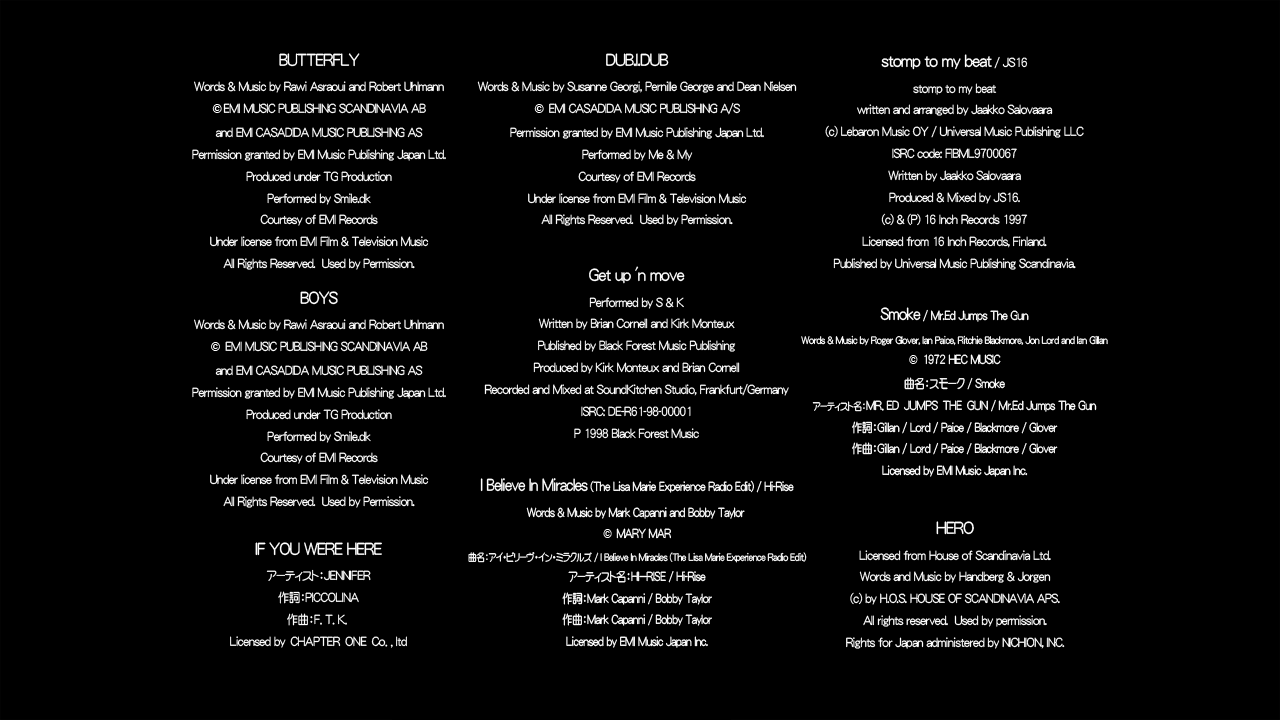 BUTTERFLY
Words & Music by Rawi Asraoui and Robert Uhlmann
©EMI MUSIC PUBLISHING SCANDINAVIA AB
and EMI CASADIDA MUSIC PUBLISHING AS
Permission granted by EMI Music Publishing Japan Ltd.
Produced under TG Production
Performed by Smile.dk
Courtesy of EMI Records
Under license from EMI Film & Television Music
All Rights Reserved. Used by Permission.
BOYS
Words & Music by Rawi Asraoui and Robert Uhlmann
© EMI MUSIC PUBLISHING SCANDINAVIA AB
and EMI CASADIDA MUSIC PUBLISHING AS
Permission granted by EMI Music Publishing Japan Ltd.
Produced under TG Production
Performed by Smile.dk
Courtesy of EMI Records
Under license from EMI Film & Television Music
All Rights Reserved. Used by Permission.
IF YOU WERE HERE
アーティスト:JENNIFER
作詞:PICCOLINA
作曲:F. T. K.
Licensed by CHAPTER ONE Co. , ltd
DUB.I.DUB
Words & Music by Susanne Georgi, Pernille George and Dean Nielsen
© EMI CASADIDA MUSIC PUBLISHING A/S
Permission granted by EMI Music Publishing Japan Ltd.
Performed by Me & My
Courtesy of EMI Records
Under license from EMI Film & Television Music
All Rights Reserved. Used by Permission.
Get up 'n move
Performed by S & K
Written by Brian Cornell and Kirk Monteux
Published by Black Forest Music Publishing
Produced by Kirk Monteux and Brian Cornell
Recorded and Mixed at SoundKitchen Studio, Frankfurt/Germany
ISRC: DE-R61-98-00001
P 1998 Black Forest Music
I Believe In Miracles (The Lisa Marie Experience Radio Edit) / Hi-Rise
Words & Music by Mark Capanni and Bobby Taylor
© MARY MAR
曲名:アイ・ビリーヴ・イン・ミラクルズ / I Believe In Miracles (The Lisa Marie Experience Radio Edit)
アーティスト名:HI-RISE / Hi-Rise
作詞:Mark Capanni / Bobby Taylor
作曲:Mark Capanni / Bobby Taylor
Licensed by EMI Music Japan Inc.
stomp to my beat / JS16
stomp to my beat
written and arranged by Jaakko Salovaara
(c) Lebaron Music OY / Universal Music Publishing LLC
ISRC code: FIBML9700067
Written by Jaakko Salovaara
Produced & Mixed by JS16.
(c) & (P) 16 Inch Records 1997
Licensed from 16 Inch Records, Finland.
Published by Universal Music Publishing Scandinavia.
Smoke / Mr.Ed Jumps The Gun
Words & Music by Roger Glover, Ian Paice, Ritchie Blackmore, Jon Lord and Ian Gillan
© 1972 HEC MUSIC
曲名:スモーク / Smoke
アーティスト名:MR. ED JUMPS THE GUN / Mr.Ed Jumps The Gun
作詞:Gillan / Lord / Paice / Blackmore / Glover
作曲:Gillan / Lord / Paice / Blackmore / Glover
Licensed by EMI Music Japan Inc.
HERO
Licensed from House of Scandinavia Ltd.
Words and Music by Handberg & Jorgen
(c) by H.O.S. HOUSE OF SCANDINAVIA APS.
All rights reserved. Used by permission.
Rights for Japan administered by NICHION, INC.